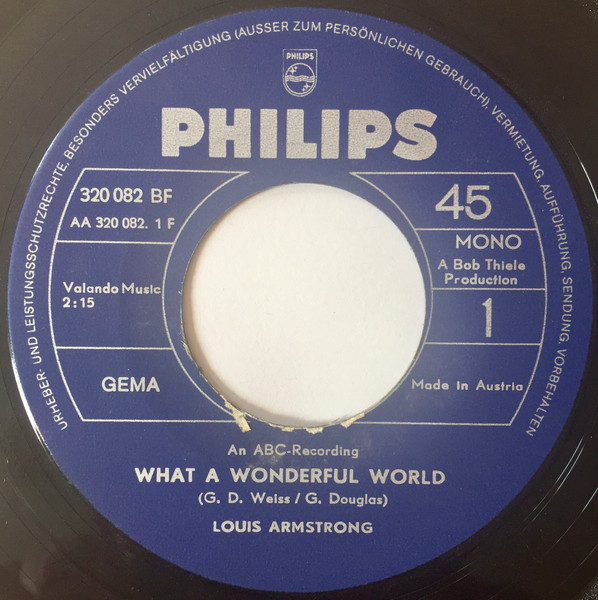 URHEBER- UND LEISTUNGSSCHUTZRECHTE, BESONDERS VERVIELFÄLTIGUNG (AUSSER ZUM PERSÖNLICHEN GEBRAUCH), VERMIETUNG, AUFFÜHRUNG, SENDUNG, VORBEHALTEN
PHILIPS
PHILIPS
320 082 BF
AA 320 082. 1 F
Valando Music
2:15
GEMA
45
MONO
A Bob Thiele
Production
1
Made in Austria
An ABC-Recording
WHAT A WONDERFUL WORLD
(G. D. Weiss / G. Douglas)
LOUIS ARMSTRONG